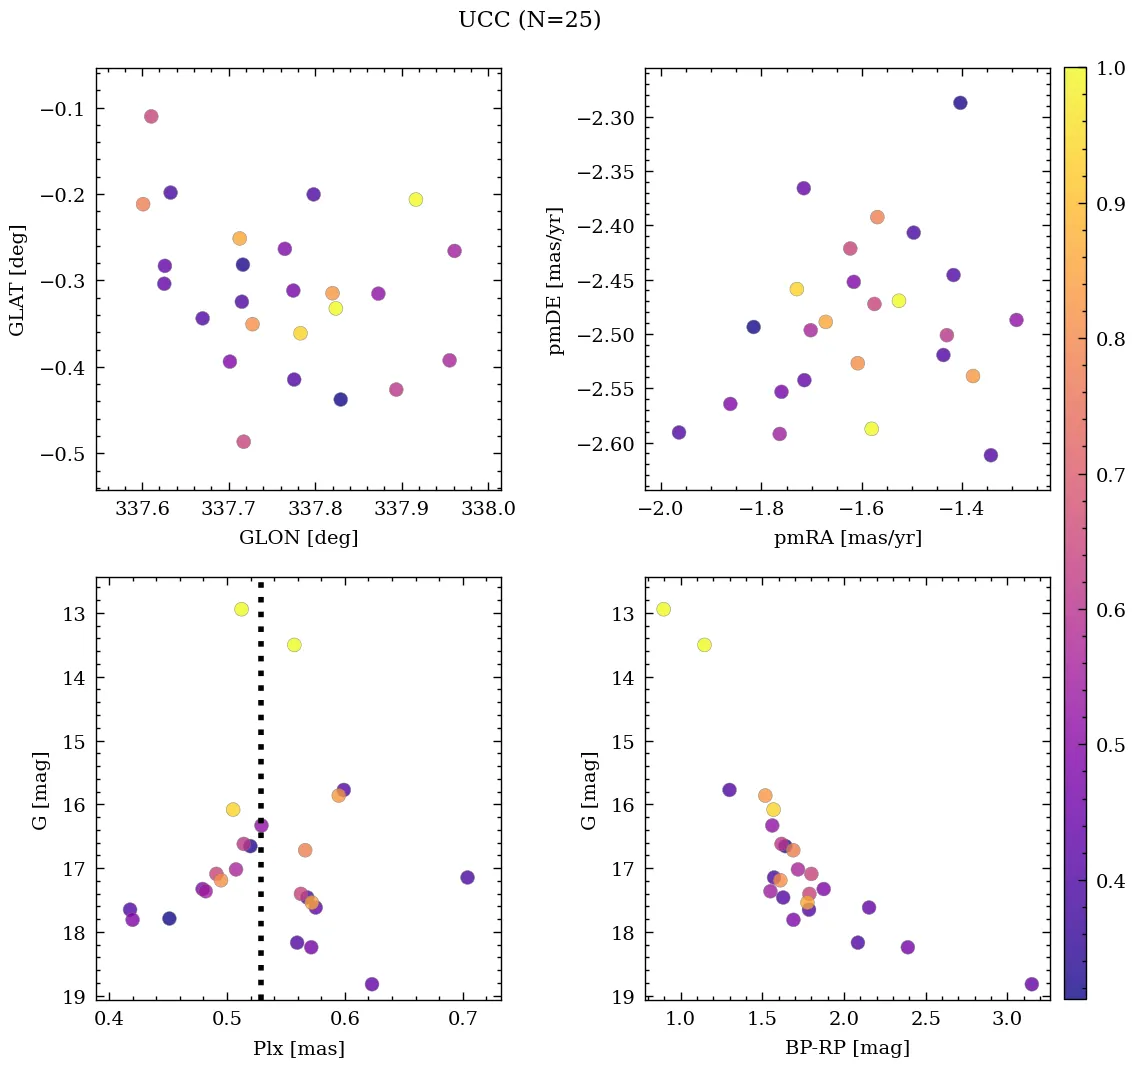 UCC (N=25)
−0.1
−0.2
−0.3
−0.4
−0.5
GLAT [deg]
337.6 337.7 337.8 337.9 338.0
GLON [deg]
−2.30
−2.35
−2.40
−2.45
−2.50
−2.55
−2.60
pmDE [mas/yr]
−2.0 −1.8 −1.6 −1.4
pmRA [mas/yr]
13
14
15
16
17
18
19
G [mag]
0.4 0.5 0.6 0.7
Plx [mas]
13
14
15
16
17
18
19
G [mag]
1.0 1.5 2.0 2.5 3.0
BP-RP [mag]
1.0
0.9
0.8
0.7
0.6
0.5
0.4